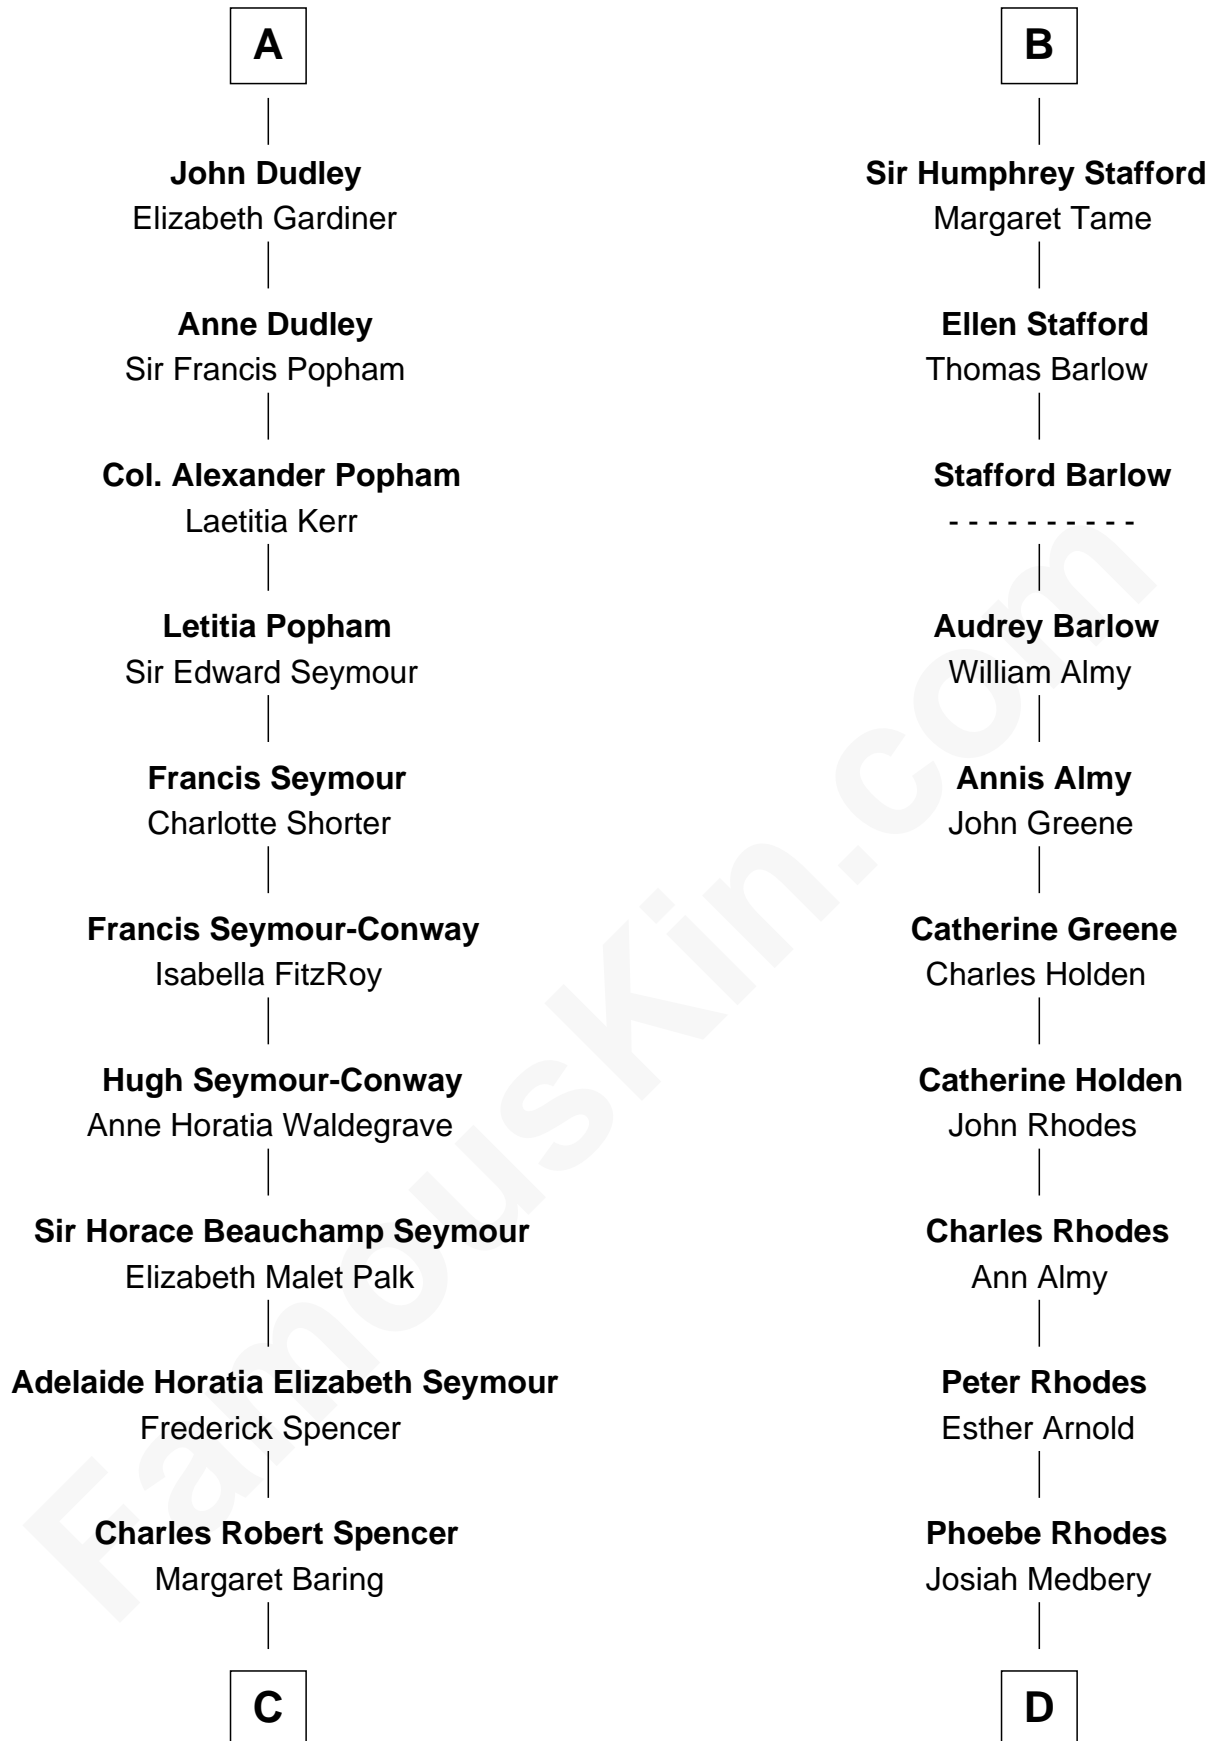 A
John Dudley
Elizabeth Gardiner
Anne Dudley
Sir Francis Popham
Col. Alexander Popham
Laetitia Kerr
Letitia Popham
Sir Edward Seymour
Francis Seymour
Charlotte Shorter
Francis Seymour-Conway
Isabella FitzRoy
Hugh Seymour-Conway
Anne Horatia Waldegrave
Sir Horace Beauchamp Seymour
Elizabeth Malet Palk
Adelaide Horatia Elizabeth Seymour
Frederick Spencer
Charles Robert Spencer
Margaret Baring
C
B
Sir Humphrey Stafford
Margaret Tame
Ellen Stafford
Thomas Barlow
Stafford Barlow
- - - - - - - - - -
Audrey Barlow
William Almy
Annis Almy
John Greene
Catherine Greene
Charles Holden
Catherine Holden
John Rhodes
Charles Rhodes
Ann Almy
Peter Rhodes
Esther Arnold
Phoebe Rhodes
Josiah Medbery
D
FamousKin.com